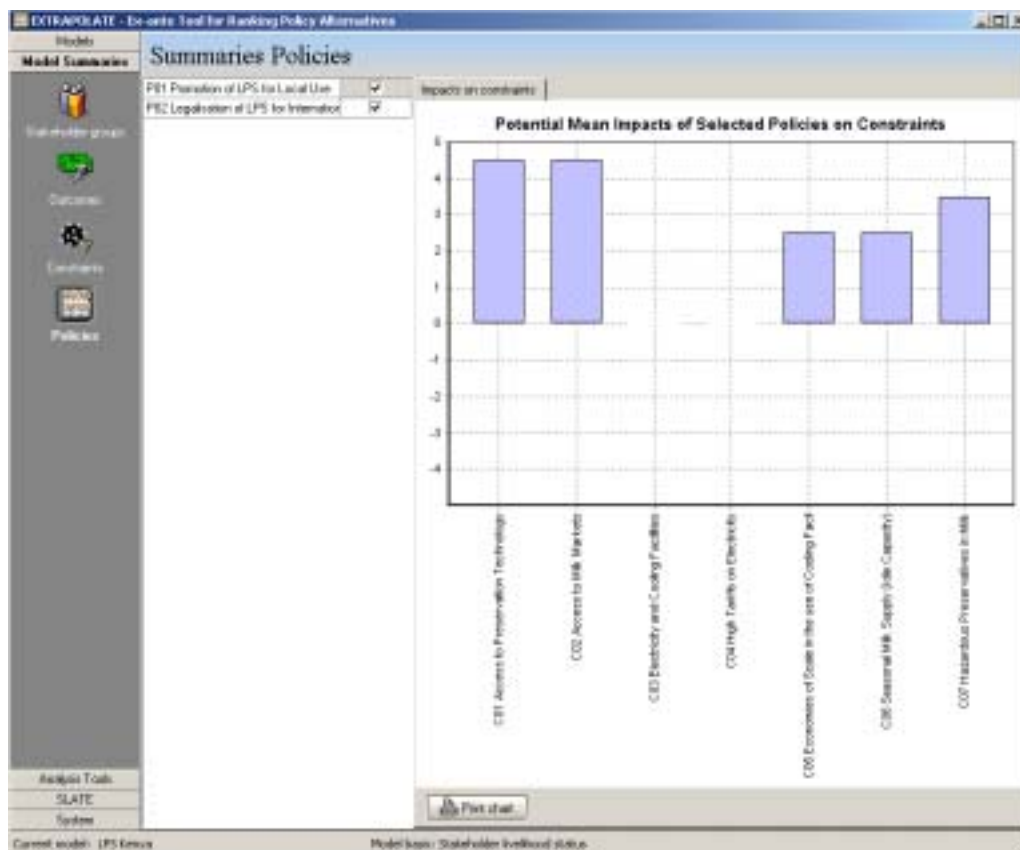 EXTRAPOLATE - Ex-ante Tool for Ranking Policy Alternatives
Models
Model Summaries
Stakeholder groups
Outcomes
Constraints
Policies
Analysis Tools
SLATE
System
Summaries Policies
P01 Promotion of LPS for Local Use
P02 Legalisation of LPS for Internation
Impacts on constraints
Potential Mean Impacts of Selected Policies on Constraints
5
4
3
2
1
0
-1
-2
-3
-4
C01 Access to Preservation Technology
C02 Access to Milk Markets
C03 Electricity and Cooling Facilities
C04 High Tariffs on Electricity
C05 Economies of Scale in the use of Cooling Facil
C06 Seasonal Milk Supply (Idle Capacity)
C07 Hazardous Preservatives in Milk
Print chart
Current model: LPS Kenya
Model basis: Stakeholder livelihood status